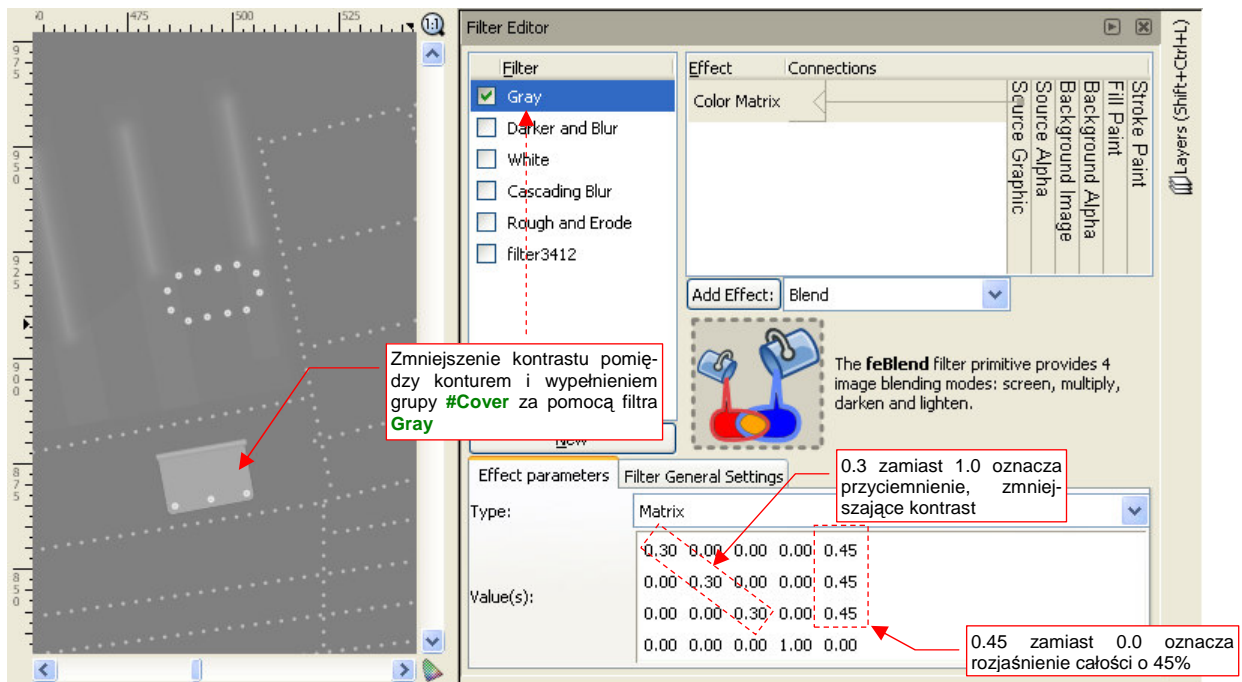 475 500 525
975
950
925
900
875
850
Filter Editor
Layers (Shift+Ctrl+L)
Filter
Gray
Darker and Blur
White
Cascading Blur
Rough and Erode
filter3412
New
Effect Connections
Color Matrix
Stroke Paint
Fill Paint
Background Alpha
Background Image
Source Alpha
Source Graphic
Add Effect: Blend
The feBlend filter primitive provides 4
image blending modes: screen, multiply,
darken and lighten.
Zmniejszenie kontrastu pomię-
dzy konturem i wypełnieniem
grupy #Cover za pomocą filtra
Gray
Effect parameters Filter General Settings
Type: Matrix
Value(s):
0.30 0.00 0.00 0.00 0.45
0.00 0.30 0.00 0.00 0.45
0.00 0.00 0.30 0.00 0.45
0.00 0.00 0.00 1.00 0.00
0.3 zamiast 1.0 oznacza
przyciemnienie, zmniej-
szające kontrast
0.45 zamiast 0.0 oznacza
rozjaśnienie całości o 45%